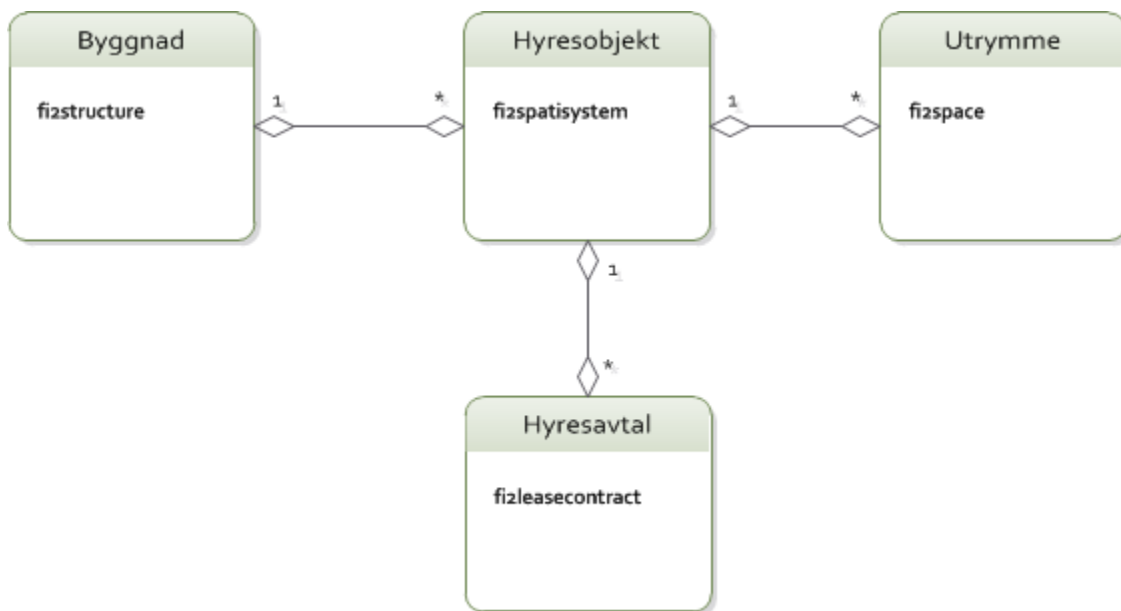 Byggnad
fi2structure
1
*
Hyresobjekt
fi2spatisystem
1
*
Utrymme
fi2space
1
*
Hyresavtal
fi2leasecontract